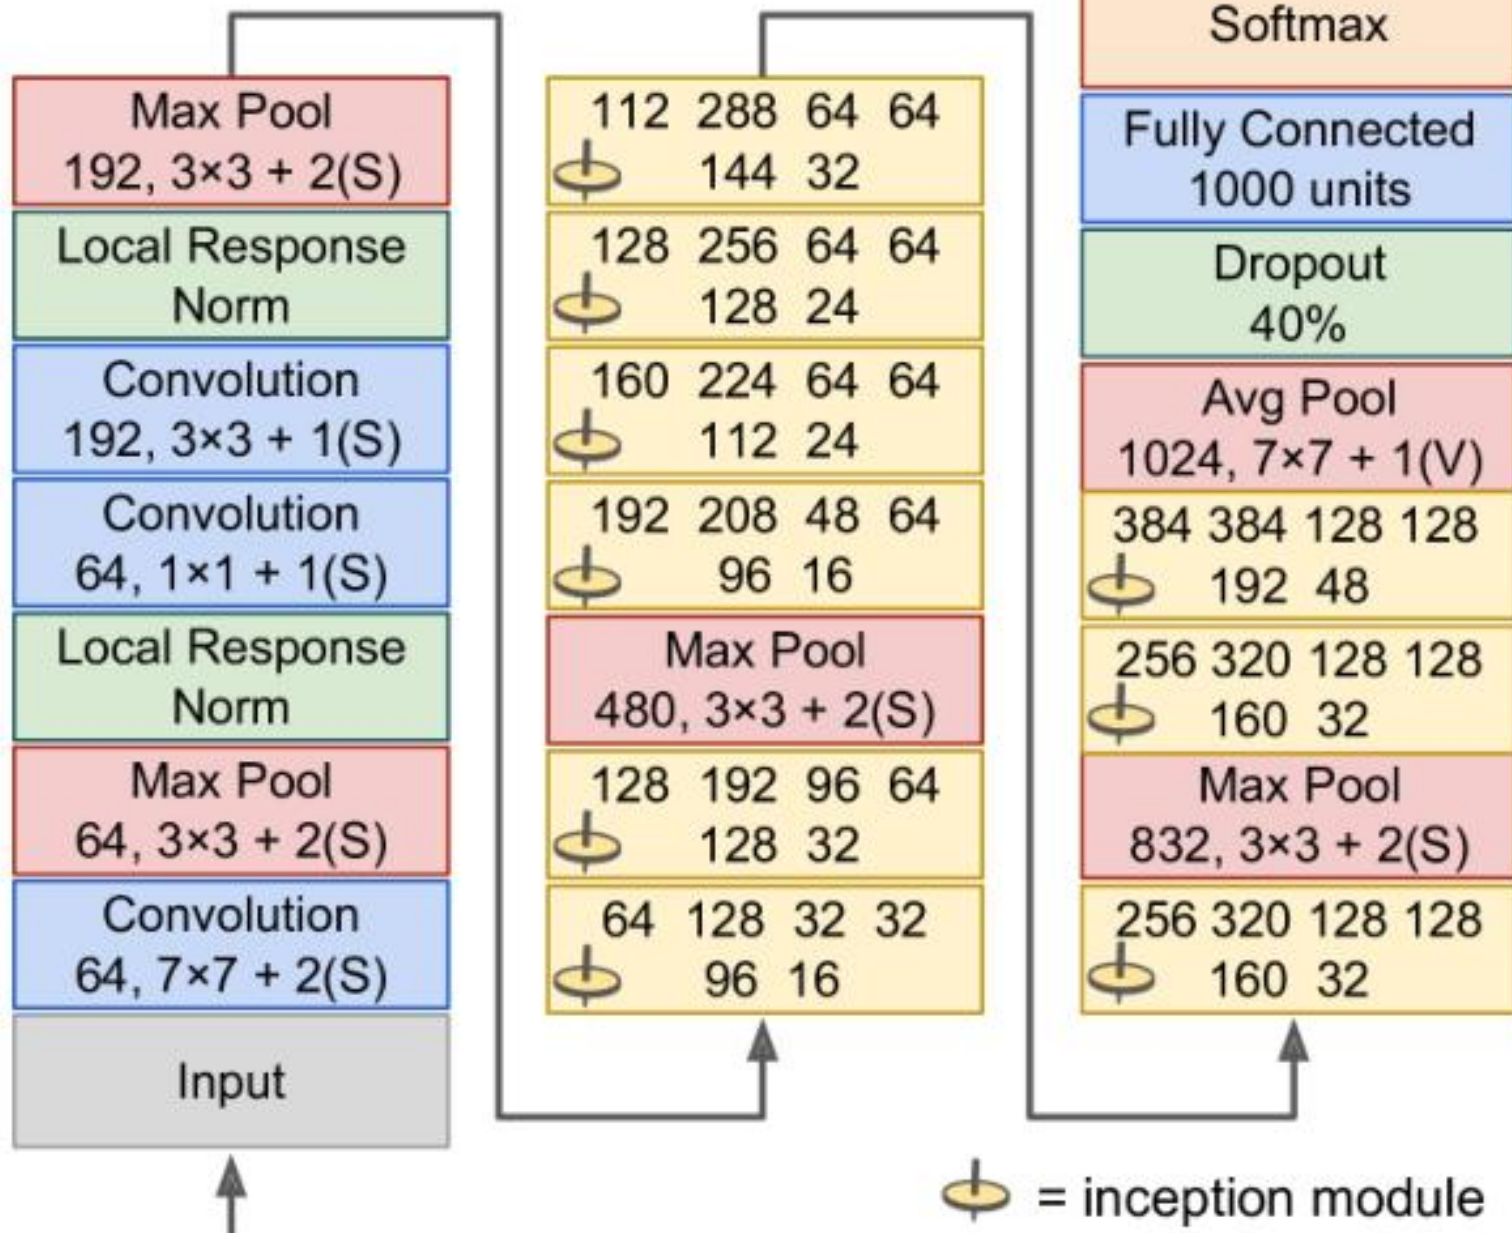 Max Pool
192, 3×3 + 2(S)
Local Response
Norm
Convolution
192, 3×3 + 1(S)
Convolution
64, 1×1 + 1(S)
Local Response
Norm
Max Pool
64, 3×3 + 2(S)
Convolution
64, 7×7 + 2(S)
Input
112 288 64 64
144 32
128 256 64 64
128 24
160 224 64 64
112 24
192 208 48 64
96 16
Max Pool
480, 3×3 + 2(S)
128 192 96 64
128 32
64 128 32 32
96 16
Softmax
Fully Connected
1000 units
Dropout
40%
Avg Pool
1024, 7×7 + 1(V)
384 384 128 128
192 48
256 320 128 128
160 32
Max Pool
832, 3×3 + 2(S)
256 320 128 128
160 32
= inception module